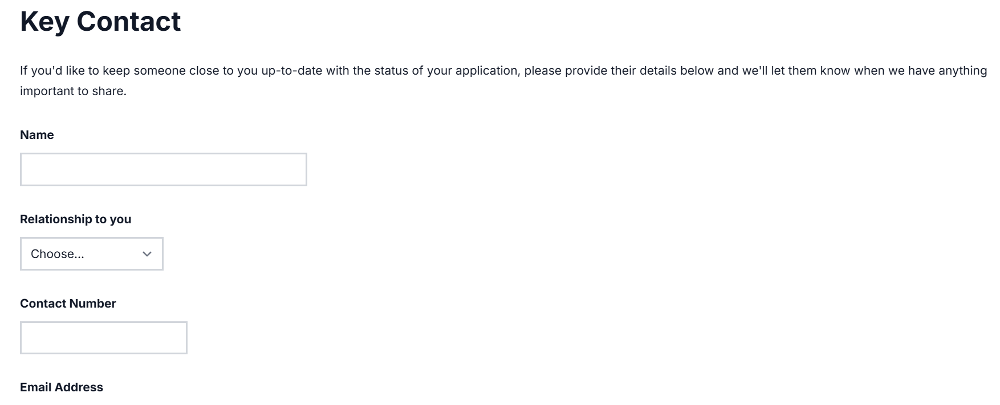 Key Contact
If you'd like to keep someone close to you up-to-date with the status of your application, please provide their details below and we'll let them know when we have anything
important to share.
Name
Relationship to you
Choose...
Contact Number
Email Address